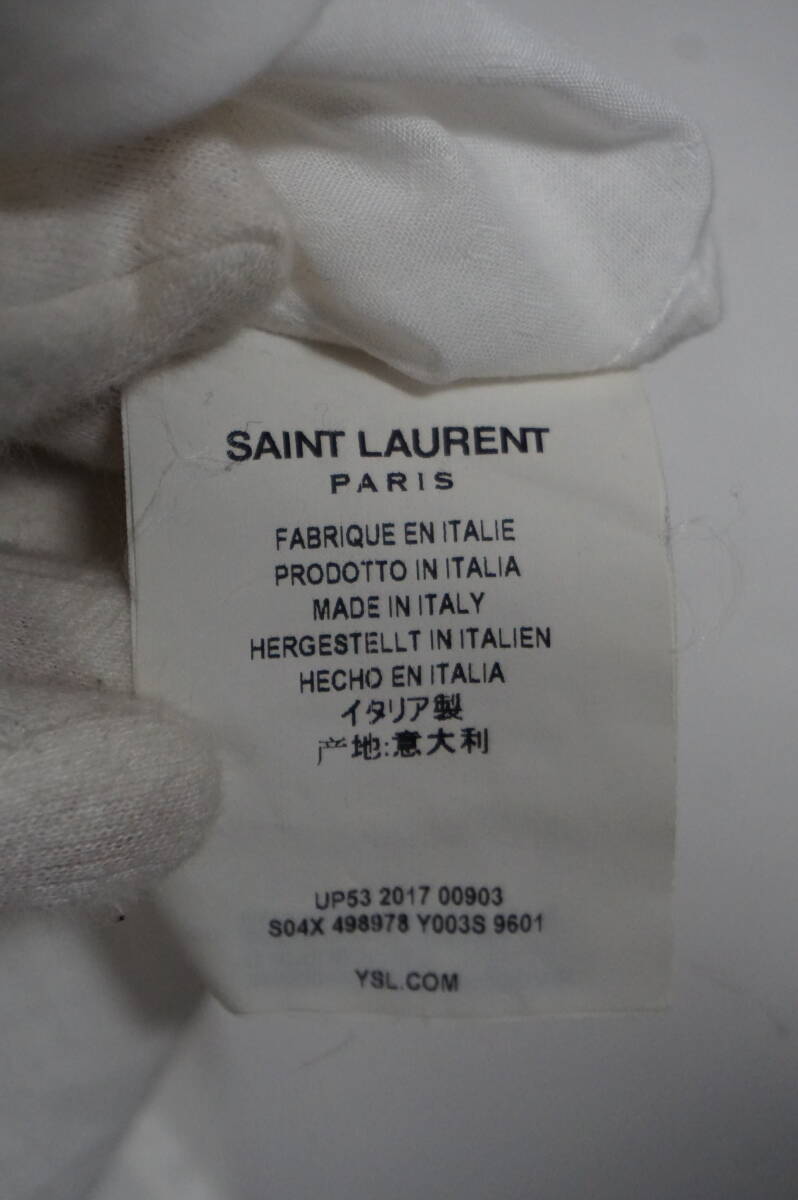 SAINT LAURENT
PARIS
FABRIQUE EN ITALIE
PRODOTTO IN ITALIA
MADE IN ITALY
HERGESTELLT IN ITALIEN
HECHO EN ITALIA
イタリア製
产地:意大利
UP53 2017 00903
S04X 498978 Y003S 9601
YSL.COM